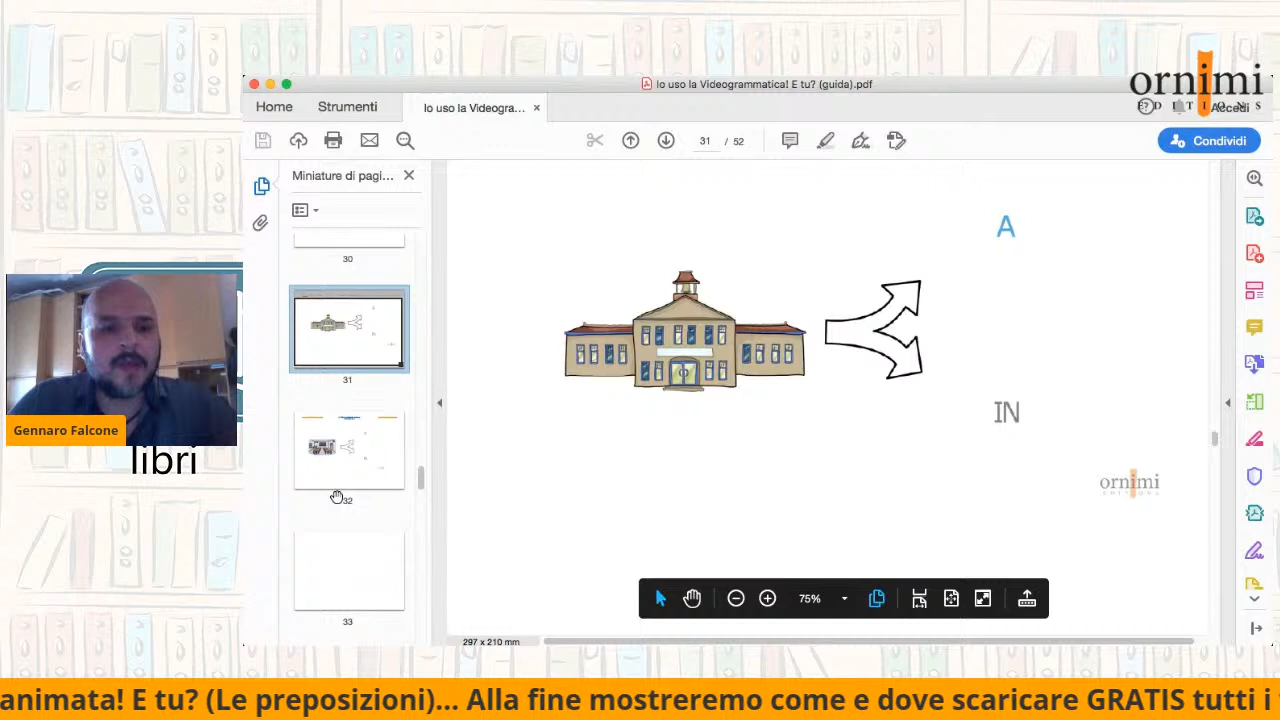 Io uso la Videogrammatica! E tu? (guida).pdf
ornimi
EDITIONS
Home
Strumenti
Io uso la Videogra...
Accedi
31 / 52
Condividi
Miniature di pagi...
A
30
31
Gennaro Falcone
IN
libri
ornimi
32
75%
33
297 x 210 mm
animata! E tu? (Le preposizioni)... Alla fine mostreremo come e dove scaricare GRATIS tutti i